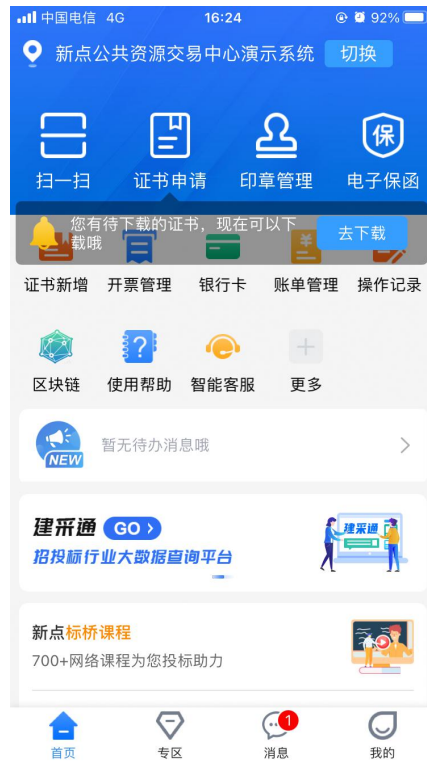 中国电信 4G 16:24 92%
新点公共资源交易中心演示系统 切换
扫一扫 证书申请 印章管理 保 电子保函
您有待下载的证书，现在可以下
载哦
去下载
证书新增 开票管理 银行卡 账单管理 操作记录
区块链 使用帮助 智能客服 更多
NEW 暂无待办消息哦
建采通 GO
招投标行业大数据查询平台
建采通
新点标桥课程
700+网络课程为您投标助力
1
首页 专区 消息 我的